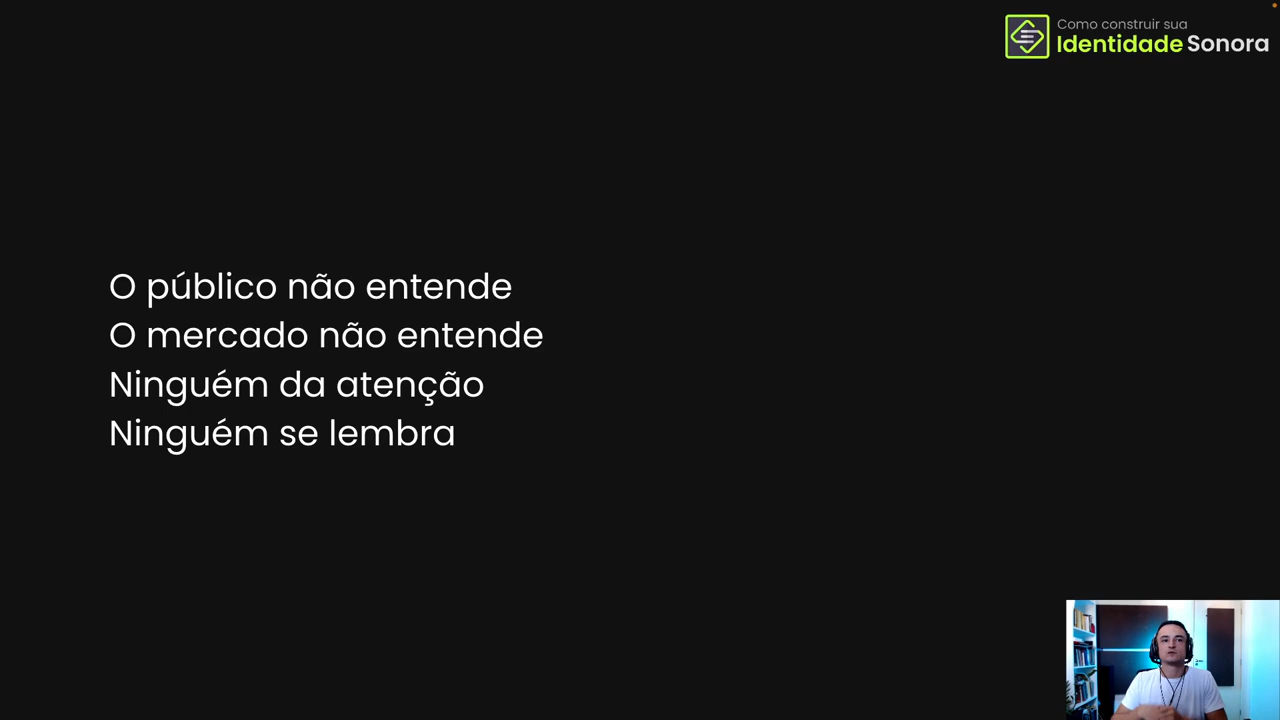 Como construir sua
Identidade Sonora
O público não entende
O mercado não entende
Ninguém da atenção
Ninguém se lembra